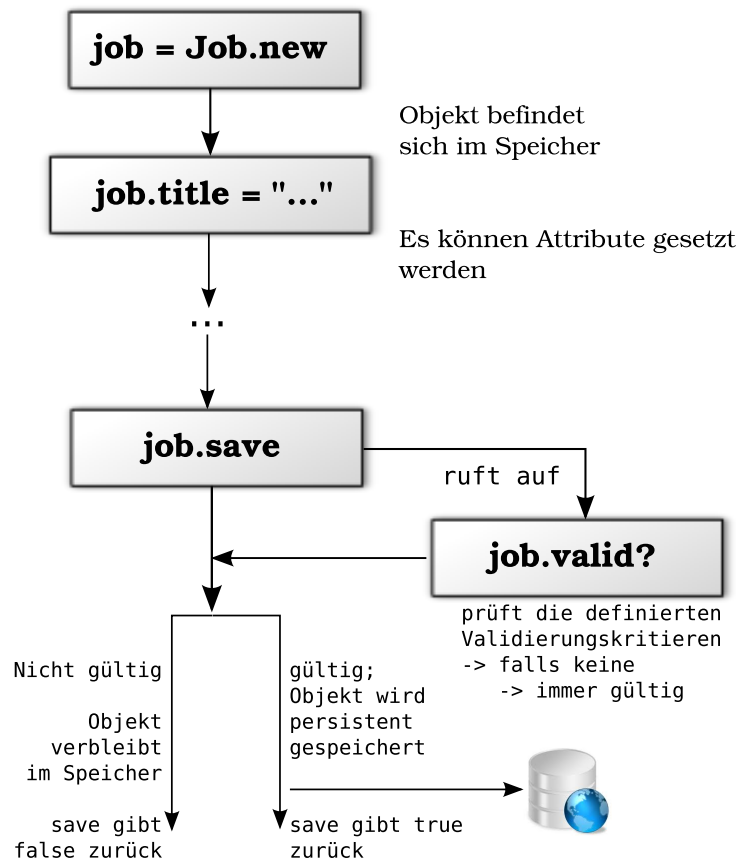 job = Job.new
Objekt befindet
sich im Speicher
job.title = "..."
Es können Attribute gesetzt
werden
...
job.save
ruft auf
job.valid?
prüft die definierten
Validierungskritieren
-> falls keine
-> immer gültig
Nicht gültig
Objekt
verbleibt
im Speicher
save gibt
false zurück
gültig;
Objekt wird
persistent
gespeichert
save gibt true
zurück